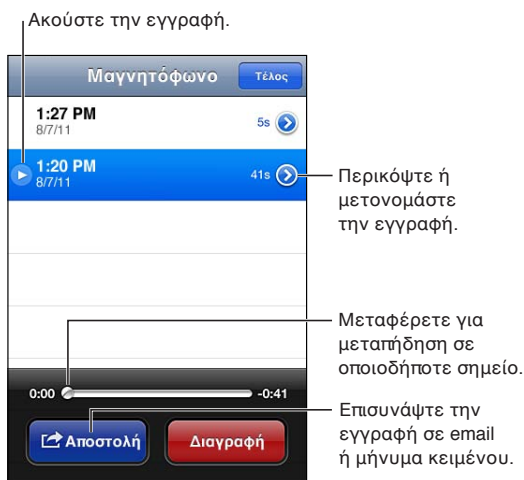 Ακούστε την εγγραφή.
Μαγνητόφωνο
Τέλος
1:27 PM
8/7/11
5s
1:20 PM
8/7/11
41s
Περικόψτε ή
μετονομάστε
την εγγραφή.
Μεταφέρετε για
μεταπήδηση σε
οποιοδήποτε σημείο.
0:00
-0:41
Αποστολή
Διαγραφή
Επισυνάψτε την
εγγραφή σε email
ή μήνυμα κειμένου.